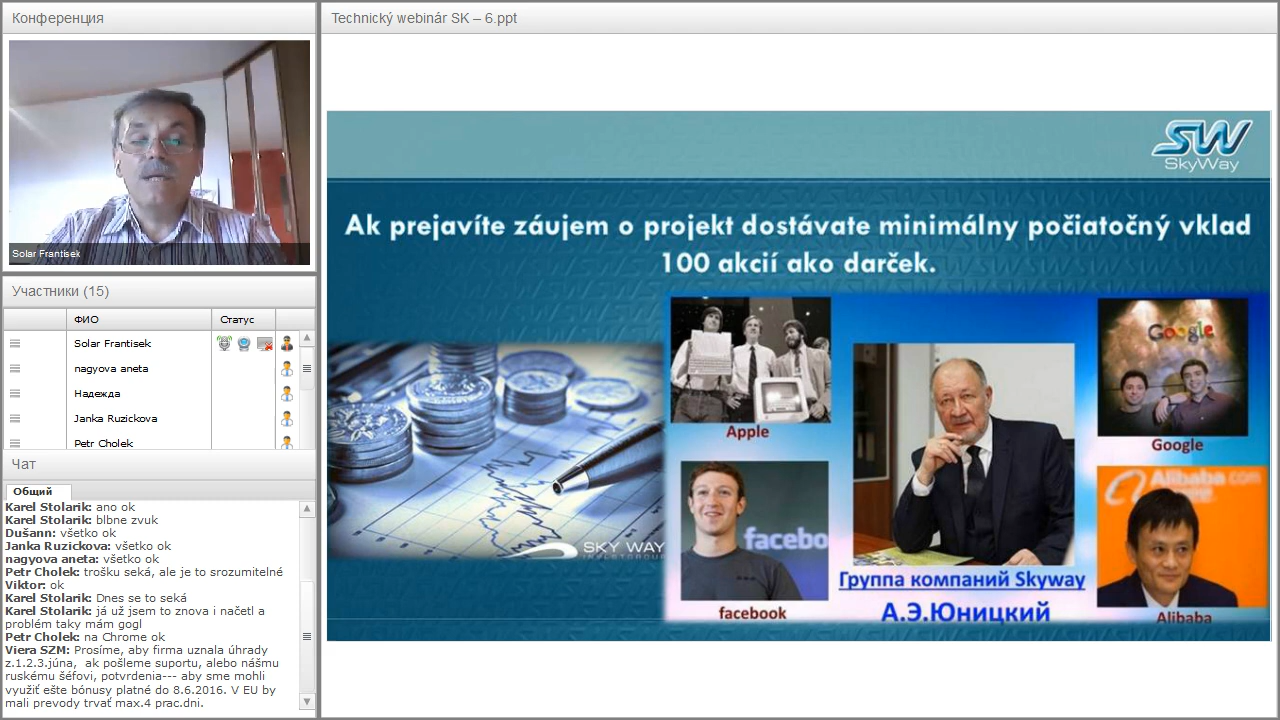 Конференция
Solar Frantisek
Участники (15)
ФИО
Статус
Solar Frantisek
nagyova aneta
Надежда
Janka Ruzickova
Petr Cholek
Чат
Общий
Karel Stolarik: ano ok
Karel Stolarik: blbne zvuk
Dušann: všetko ok
Janka Ruzickova: všetko ok
nagyova aneta: všetko ok
Petr Cholek: trošku seká, ale je to srozumitelné
Viktor: ok
Karel Stolarik: Dnes se to seká
Karel Stolarik: já už jsem to znova i načetl a
problém taky mám gogl
Petr Cholek: na Chrome ok
Viera SZM: Prosíme, aby firma uznala úhrady
z.1.2.3.júna, ak pošleme suportu, alebo nášmu
ruskému šéfovi, potvrdenia--- aby sme mohli
využiť ešte bónusy platné do 8.6.2016. V EU by
mali prevody trvať max.4 prac.dni.
Technický webinár SK – 6.ppt
SW
SkyWay
Ak prejavíte záujem o projekt dostávate minimálny počiatočný vklad
100 akcií ako darček.
SKY WAY
INVESTGROUP
Apple
facebo
facebook
Группа компаний Skyway
А.Э.Юницкий
Google
Google
Alibaba.com
Alibaba